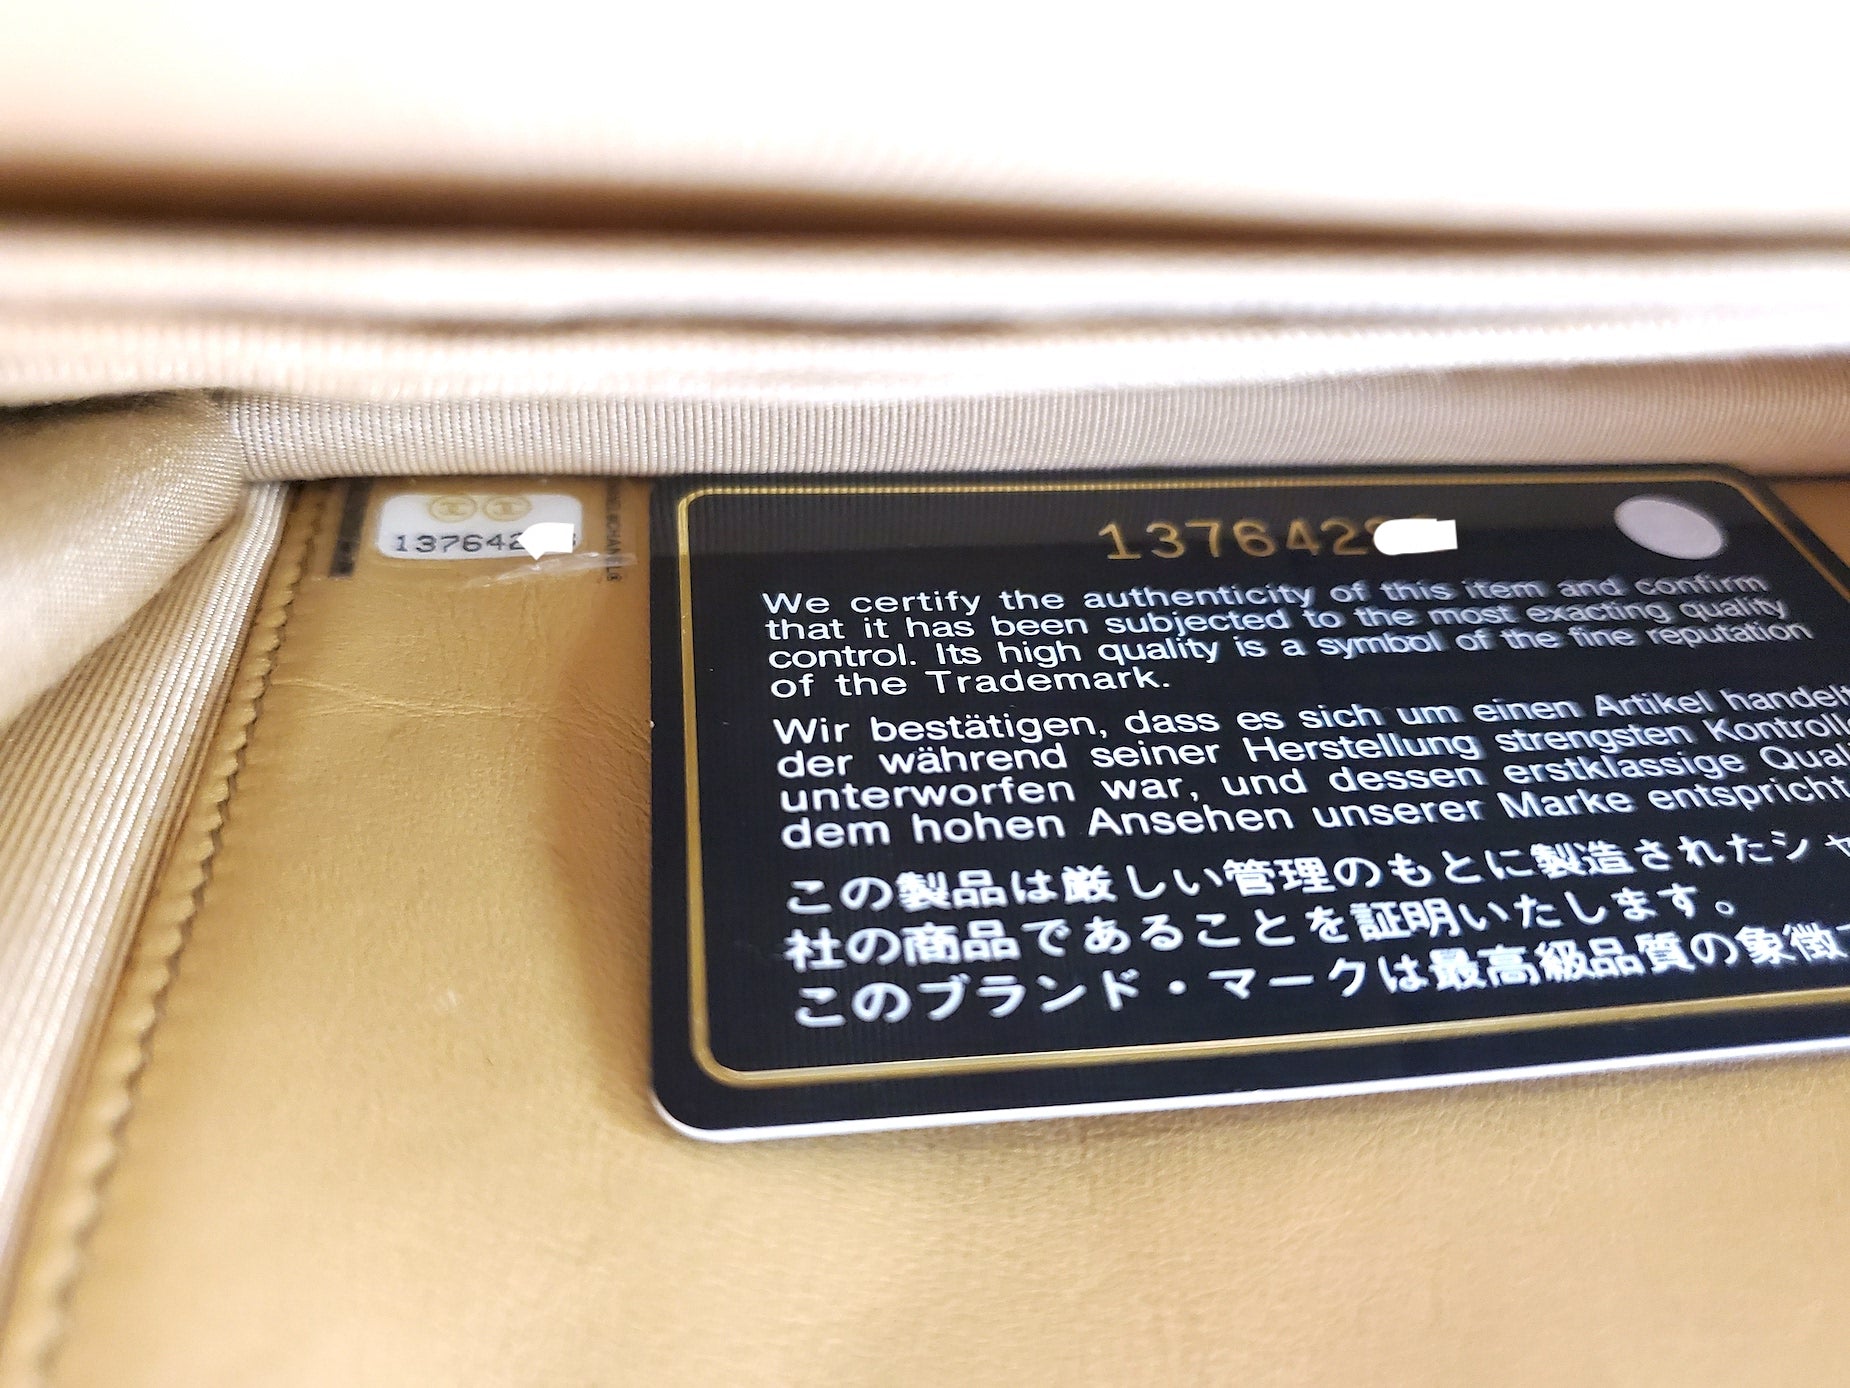 137642
137642
We certify the authenticity of this item and confirm
that it has been subjected to the most exacting quality
control. Its high quality is a symbol of the fine reputation
of the Trademark.
Wir bestätigen, dass es sich um einen Artikel handelt
der während seiner Herstellung strengsten Kontrolle
unterworfen war, und dessen erstklassige Quali
dem hohen Ansehen unserer Marke entspricht.
この製品は厳しい管理のもとに製造されたシャ
社の商品であることを証明いたします。
このブランド・マークは最高級品質の象徴